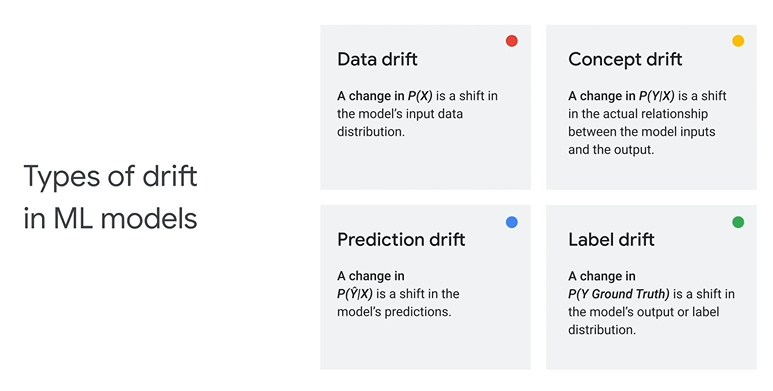 Types of drift
in ML models
Data drift
A change in P(X) is a shift in
the model's input data
distribution.
Concept drift
A change in P(Y|X) is a shift
in the actual relationship
between the model inputs
and the output.
Prediction drift
A change in
P(Ŷ|X) is a shift in the
model's predictions.
Label drift
A change in
P(Y Ground Truth) is a shift in
the model's output or label
distribution.